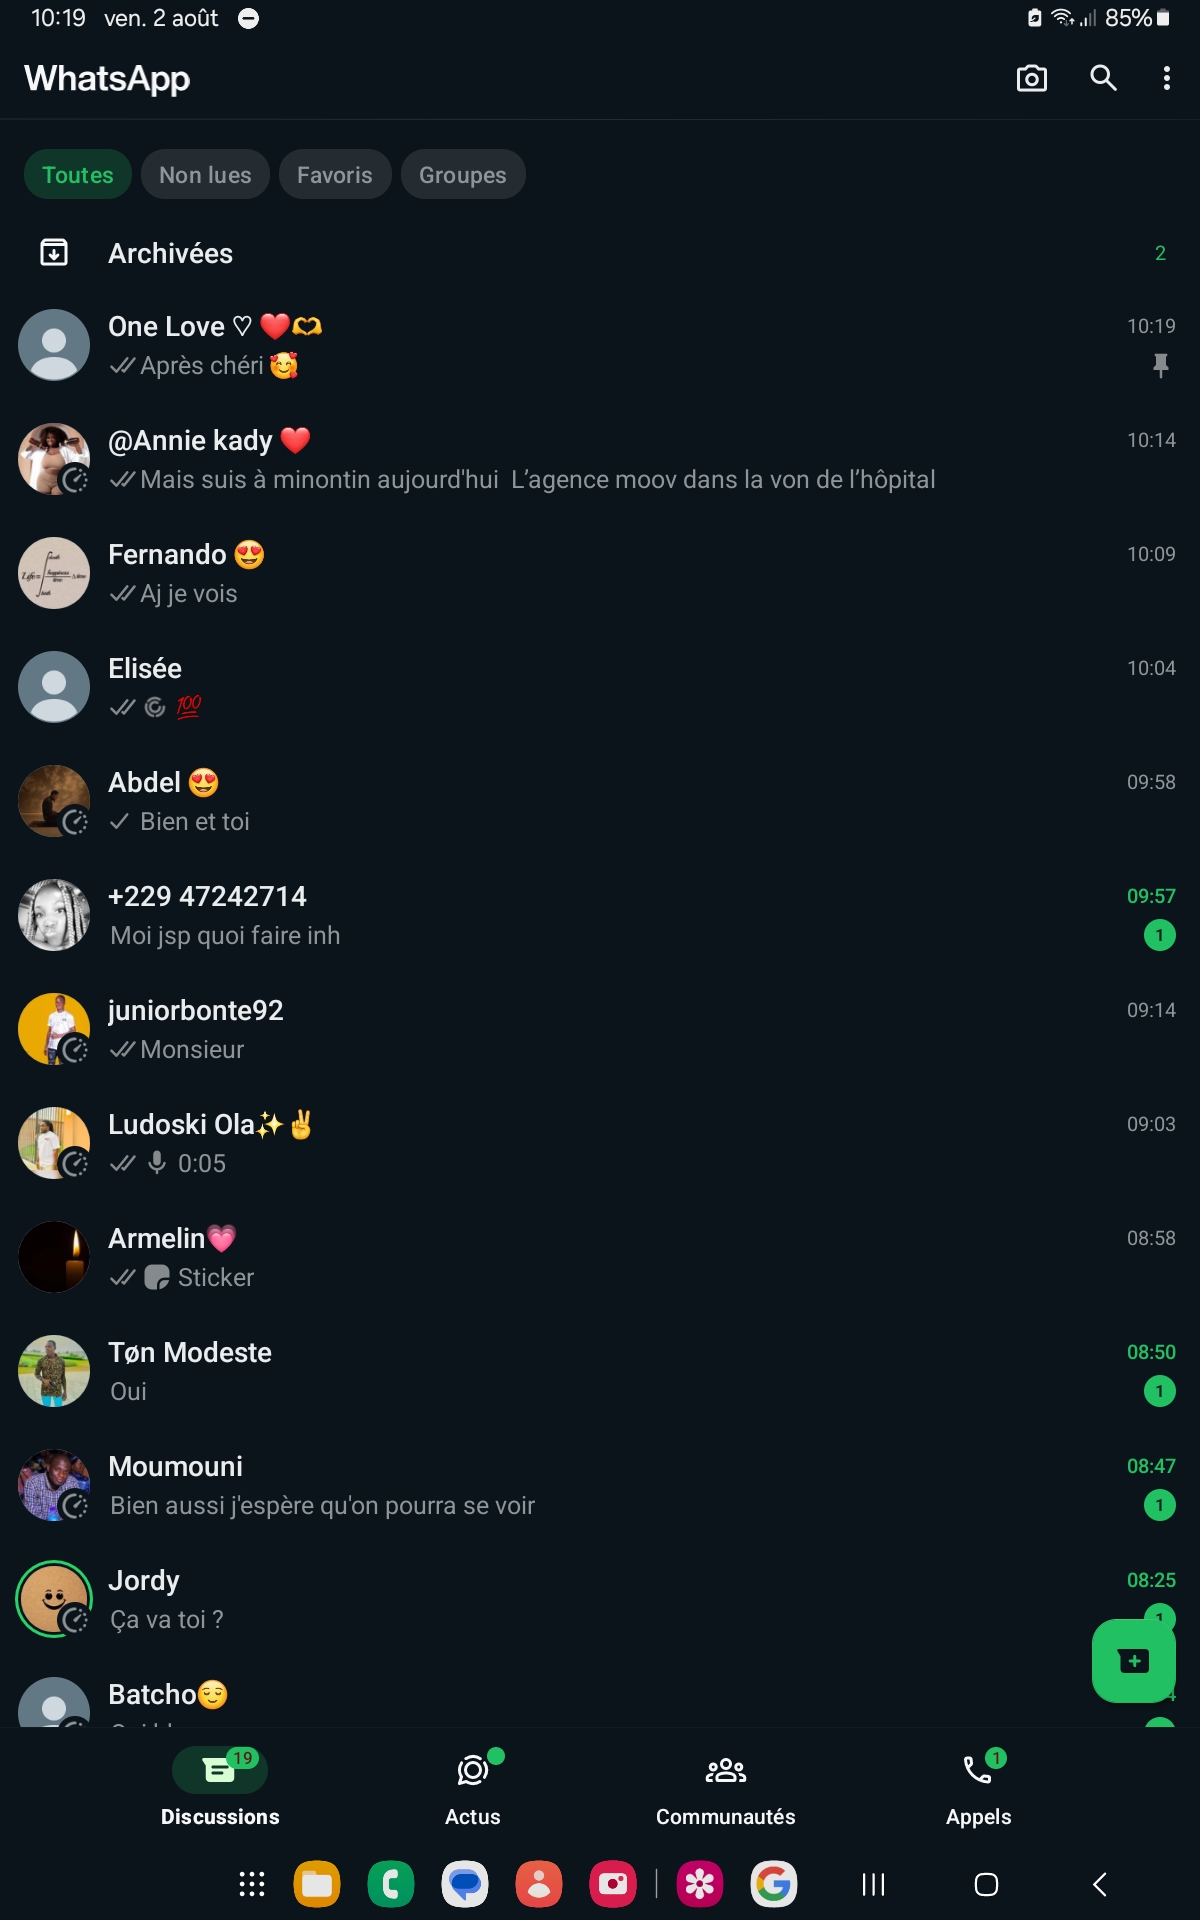 10:19 ven. 2 août 85%
WhatsApp
Toutes Non lues Favoris Groupes
Archivées 2
One Love ♡ ❤️🫶 10:19
Après chéri 🥰
@Annie kady ❤️ 10:14
Mais suis à minontin aujourd'hui L’agence moov dans la von de l’hôpital
Fernando 😍 10:09
Aj je vois
Elisée 10:04
💯
Abdel 😍 09:58
Bien et toi
+229 47242714 09:57
Moi jsp quoi faire inh 1
juniorbonte92 09:14
Monsieur
Ludoski Ola✨✌️ 09:03
0:05
Armelin💗 08:58
Sticker
Tøn Modeste 08:50
Oui 1
Moumouni 08:47
Bien aussi j'espère qu'on pourra se voir 1
Jordy 08:25
Ça va toi ? 1
Batcho😌
19 1
Discussions Actus Communautés Appels